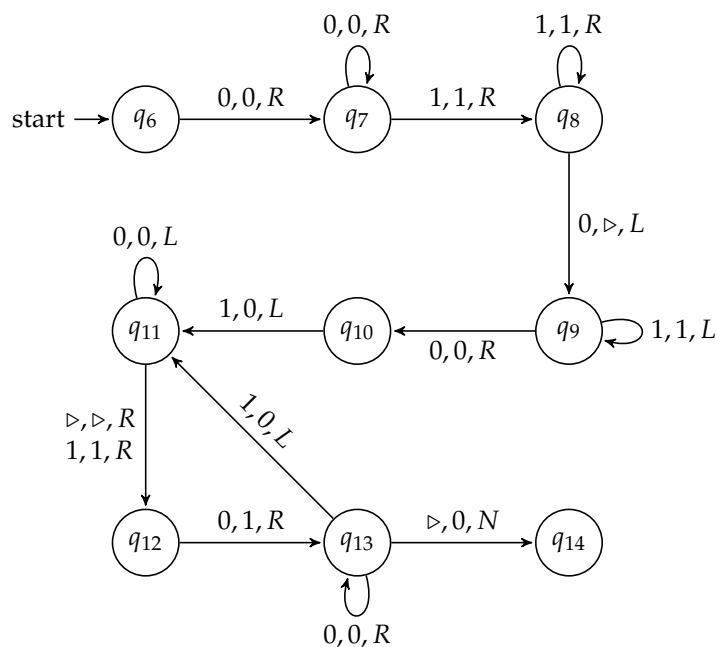 0, 0, R
1, 1, R
start
q₆
0, 0, R
q₇
1, 1, R
q₈
0, ▷, L
0, 0, L
q₁₁
1, 0, L
q₁₀
0, 0, R
q₉
1, 1, L
▷, ▷, R
1, 1, R
1, 0, L
q₁₂
0, 1, R
q₁₃
▷, 0, N
q₁₄
0, 0, R